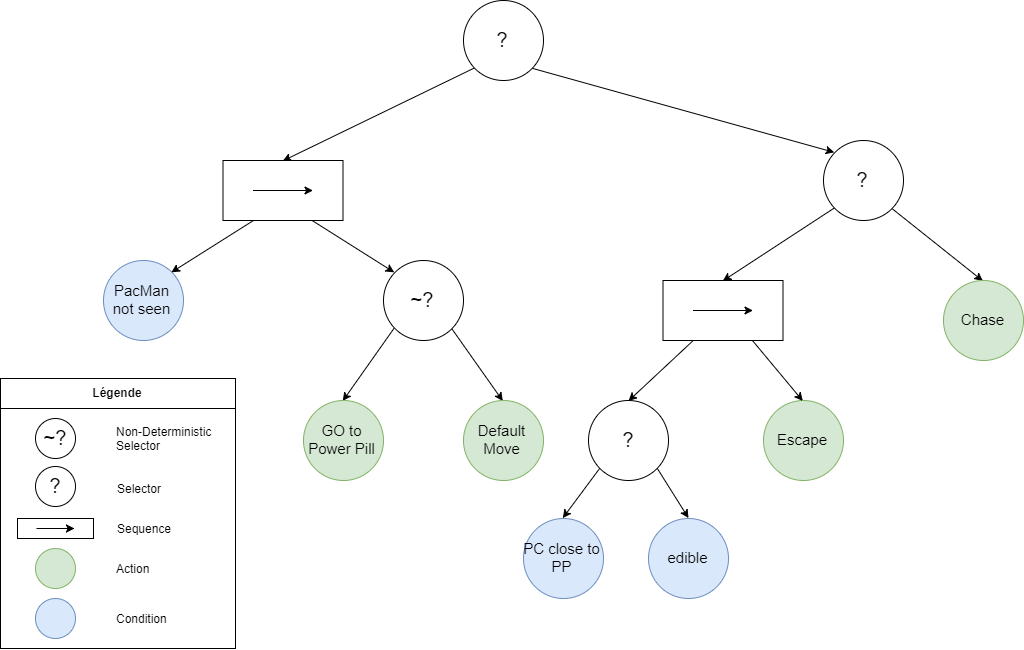 ?
?
PacMan
not seen
~?
Chase
GO to
Power Pill
Default
Move
?
Escape
PC close to
PP
edible
Légende
~?
Non-Deterministic
Selector
?
Selector
Sequence
Action
Condition